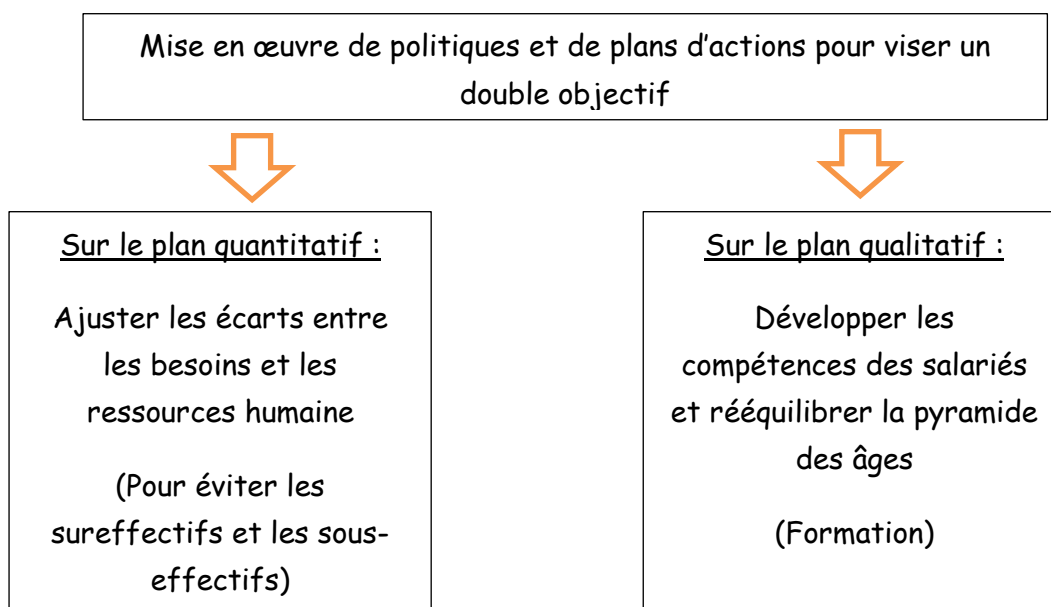 Mise en œuvre de politiques et de plans d'actions pour viser un
double objectif
Sur le plan quantitatif :
Ajuster les écarts entre
les besoins et les
ressources humaine
(Pour éviter les
sureffectifs et les sous-
effectifs)
Sur le plan qualitatif :
Développer les
compétences des salariés
et rééquilibrer la pyramide
des âges
(Formation)